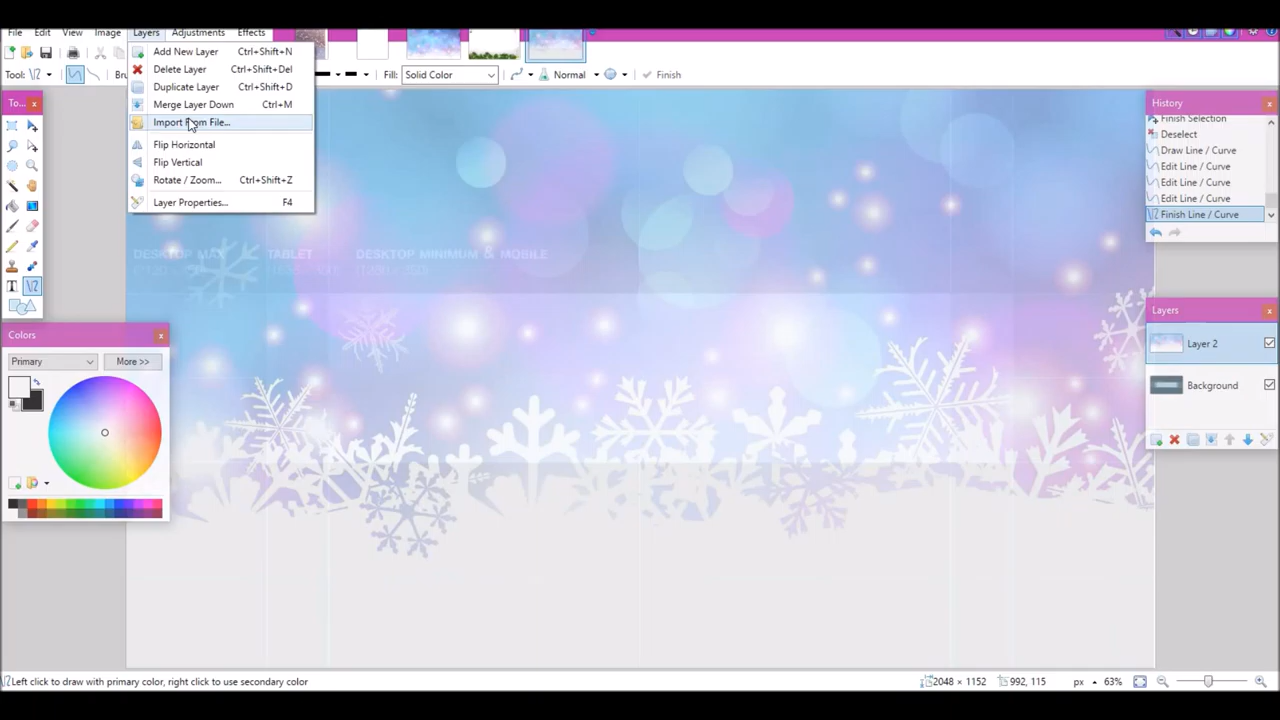 File Edit View Image Layers Adjustments Effects
Tool: Brush Fill: Solid Color Normal Finish
Add New Layer Ctrl+Shift+N
Delete Layer Ctrl+Shift+Del
Duplicate Layer Ctrl+Shift+D
Merge Layer Down Ctrl+M
Import From File...
Flip Horizontal
Flip Vertical
Rotate / Zoom... Ctrl+Shift+Z
Layer Properties... F4
To...
History
Finish Selection
Deselect
Draw Line / Curve
Edit Line / Curve
Edit Line / Curve
Edit Line / Curve
Finish Line / Curve
DESKTOP MAX TABLET DESKTOP MINIMUM & MOBILE
Layers
Layer 2
Background
Colors
Primary More >>
Left click to draw with primary color, right click to use secondary color 2048 × 1152 992, 115 px 63%